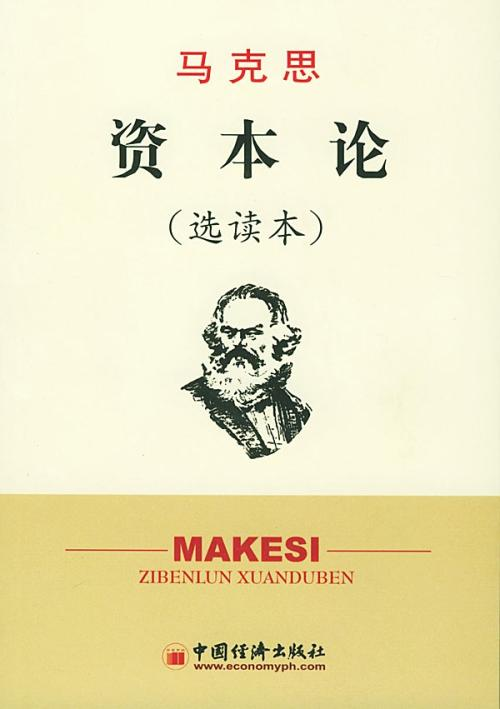 马克思
资本论
（选读本）
MAKESI
ZIBENLUN XUANDUBEN
中国经济出版社
www.economyph.com